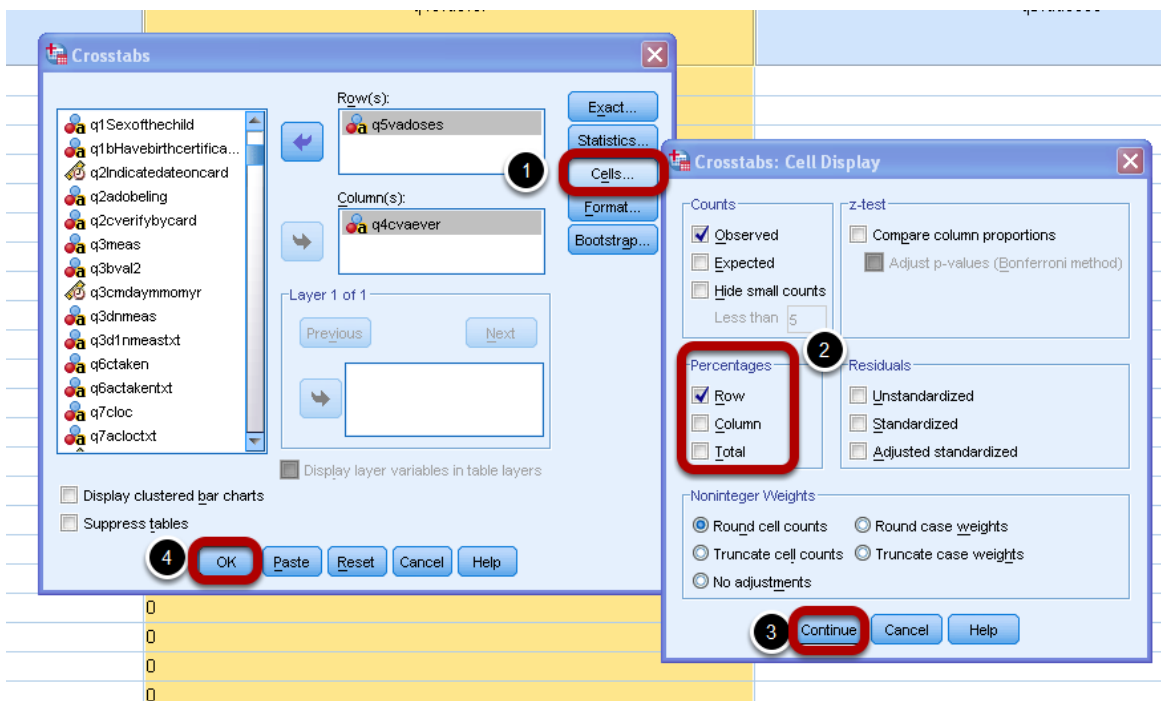 Crosstabs
Row(s):
q5vadoses
Column(s):
q4cvaever
q1Sexofthechild
q1bHavebirthcertifica...
q2Indicatedateoncard
q2adobeling
q2cverifybycard
q3meas
q3bval2
q3cmdaymmomyr
q3dnmeas
q3d1nmeastxt
q6ctaken
q6actakentxt
q7cloc
q7acloctxt
Exact...
Statistics...
1
Cells...
Format...
Bootstrap...
Layer 1 of 1
Previous
Next
Display layer variables in table layers
Display clustered bar charts
Suppress tables
4
OK
Paste
Reset
Cancel
Help
Crosstabs: Cell Display
Counts
Observed
Expected
Hide small counts
Less than 5
z-test
Compare column proportions
Adjust p-values (Bonferroni method)
2
Percentages
Row
Column
Total
Residuals
Unstandardized
Standardized
Adjusted standardized
Noninteger Weights
Round cell counts
Round case weights
Truncate cell counts
Truncate case weights
No adjustments
3
Continue
Cancel
Help
0
0
0
0